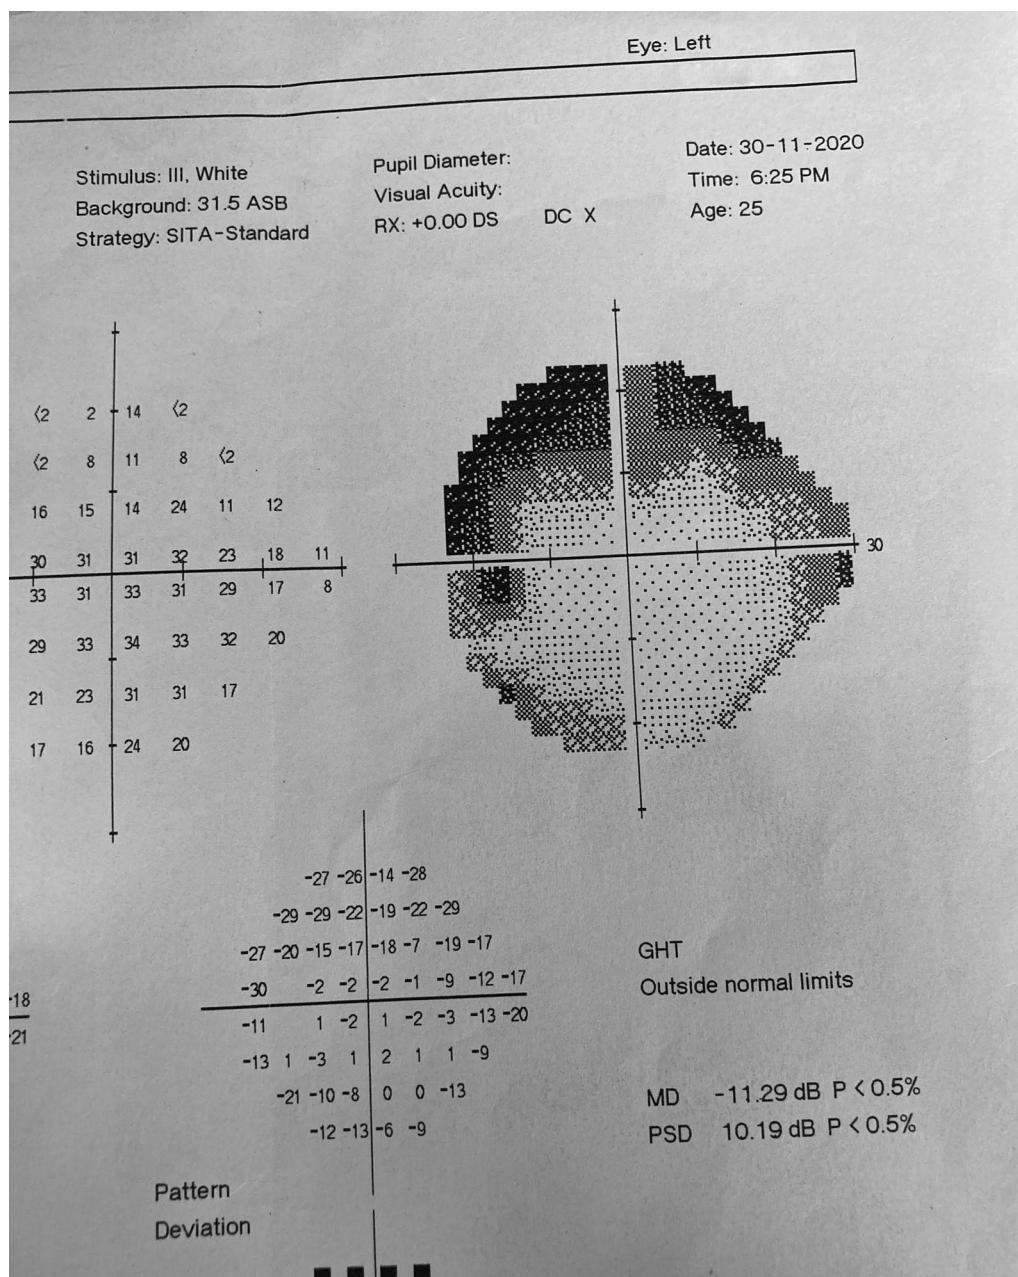 Eye: Left
Stimulus: III, White
Background: 31.5 ASB
Strategy: SITA-Standard
Pupil Diameter:
Visual Acuity:
RX: +0.00 DS DC X
Date: 30-11-2020
Time: 6:25 PM
Age: 25
<2 2 14 <2
<2 8 11 8 <2
16 15 14 24 11 12
30 31 31 32 23 18 11
33 31 33 31 29 17 8
29 33 34 33 32 20
21 23 31 31 17
17 16 24 20
30
-27 -26 -14 -28
-29 -29 -22 -19 -22 -29
-27 -20 -15 -17 -18 -7 -19 -17
-30 -2 -2 -2 -1 -9 -12 -17
-11 1 -2 1 -2 -3 -13 -20
-13 1 -3 1 2 1 1 -9
-21 -10 -8 0 0 -13
-12 -13 -6 -9
-18
-21
GHT
Outside normal limits
MD -11.29 dB P < 0.5%
PSD 10.19 dB P < 0.5%
Pattern
Deviation